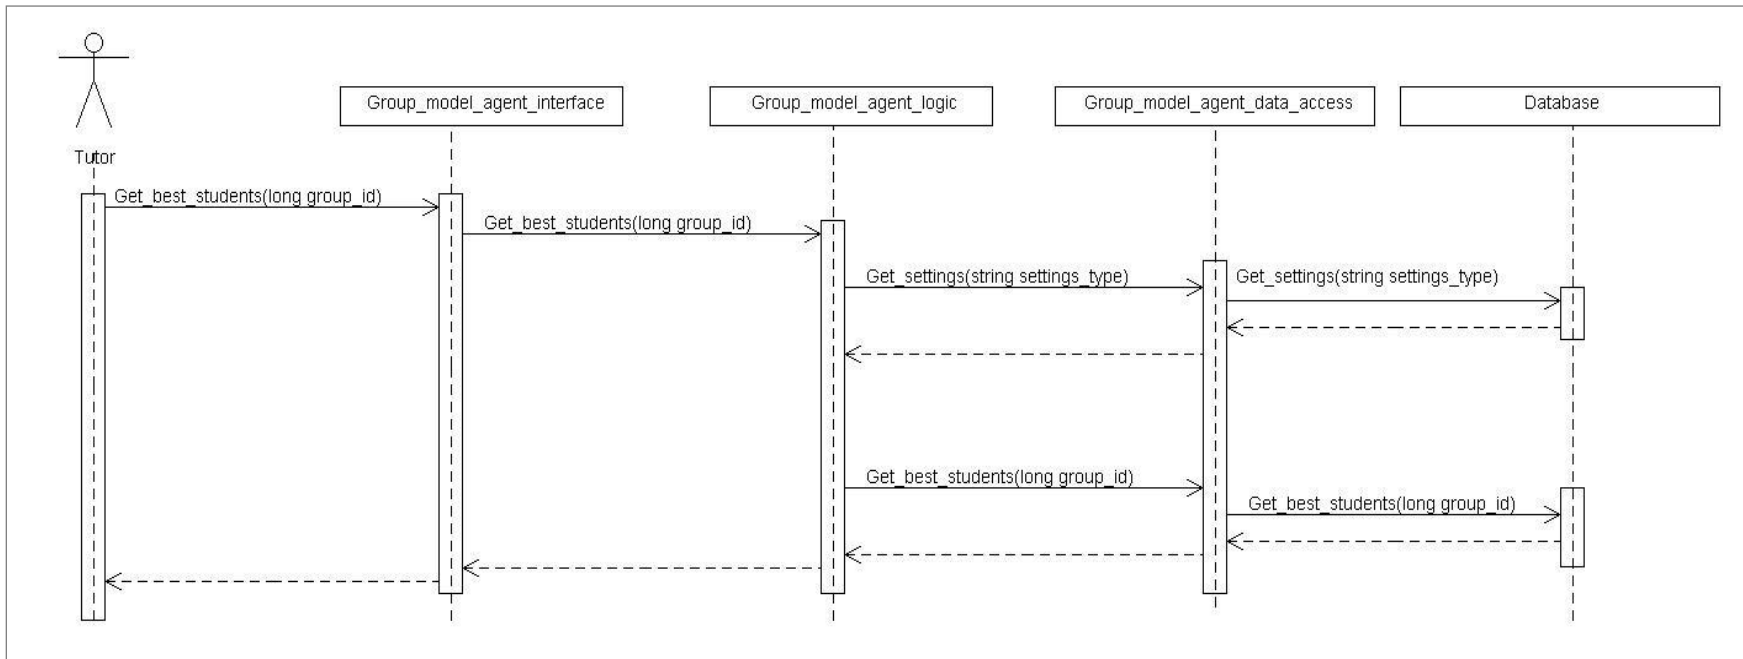 Group_model_agent_interface
Group_model_agent_logic
Group_model_agent_data_access
Database
Tutor
Get_best_students(long group_id)
Get_best_students(long group_id)
Get_settings(string settings_type)
Get_settings(string settings_type)
Get_best_students(long group_id)
Get_best_students(long group_id)